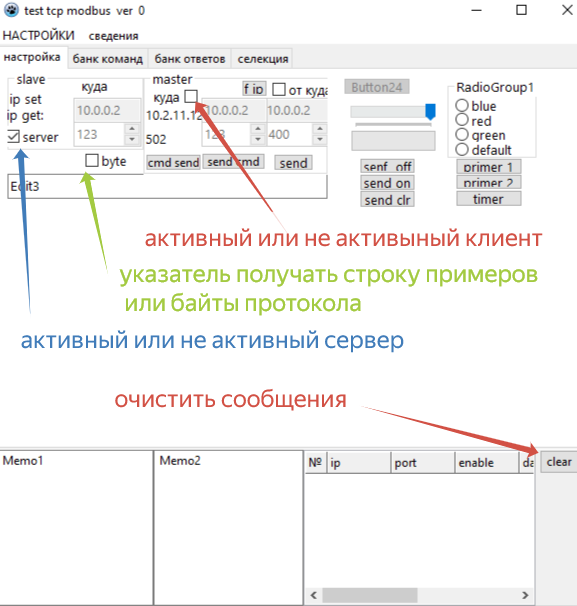 test tcp modbus ver 0
НАСТРОЙКИ сведения
настройка банк команд банк ответов селекция
slave куда master
ip set куда f ip от куда
ip get: 10.0.0.2 10.2.11.12 10.0.0.2 10.0.0.2
server 123 502 123 400
byte cmd send send cmd send
Edit3
Button24
RadioGroup1
blue
red
green
default
senf off primer 1
send on primer 2
send clr timer
активный или не активыный клиент
указатель получать строку примеров
или байты протокола
активный или не активный сервер
очистить сообщения
Memo1 Memo2 № ip port enable da clear